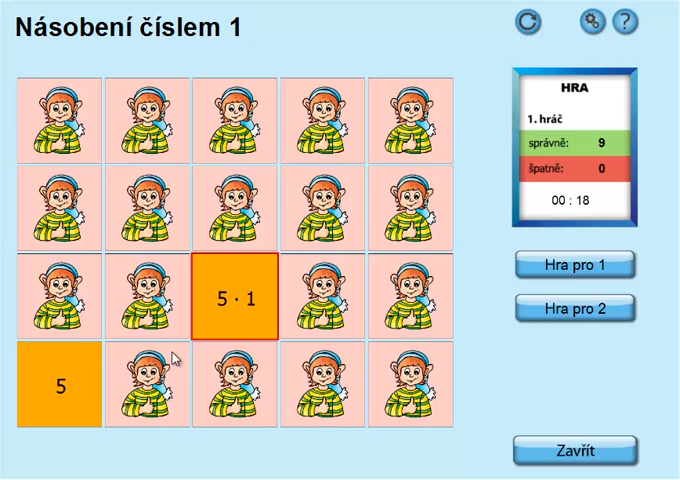 Násobení číslem 1
?
HRA
1. hráč
správně: 9
špatně: 0
00 : 18
Hra pro 1
5 · 1
Hra pro 2
5
Zavřít